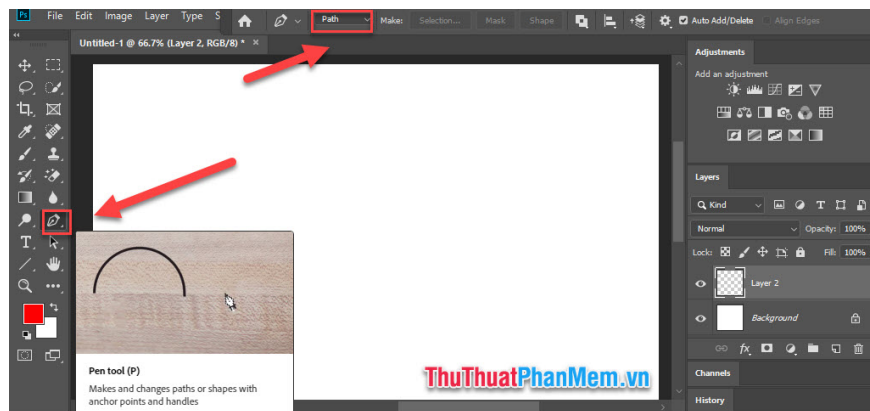 Ps File Edit Image Layer Type S
Path Make: Selection... Mask Shape Auto Add/Delete Align Edges
Untitled-1 @ 66.7% (Layer 2, RGB/8) * ×
Adjustments
Add an adjustment
Layers
Kind
Normal Opacity: 100%
Lock: Fill: 100%
Layer 2
Background
fx
Channels
History
Pen tool (P)
Makes and changes paths or shapes with
anchor points and handles
ThuThuatPhanMem.vn